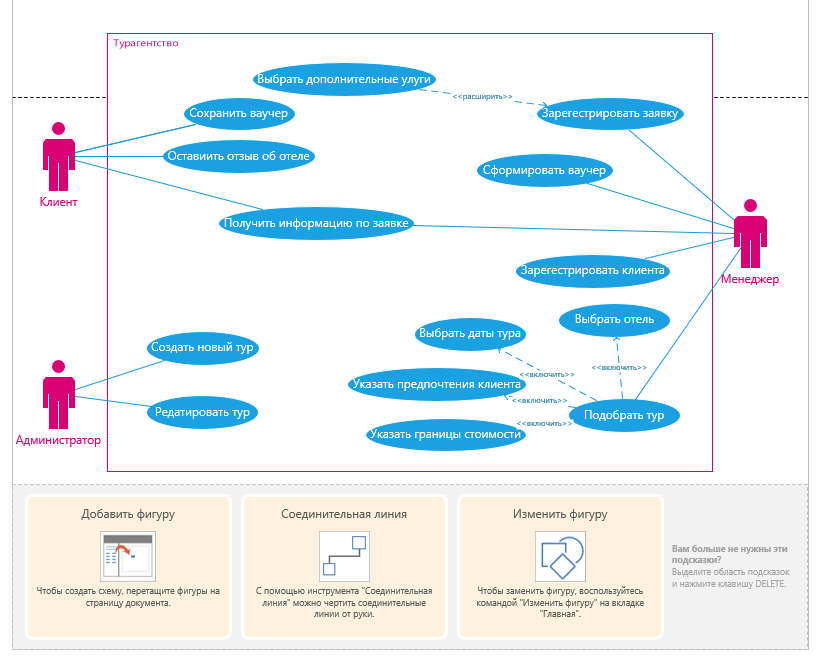 Турагентство
Выбрать дополнительные улуги
<<расширить>>
Сохранить ваучер
Зарегестрировать заявку
Оставиить отзыв об отеле
Сформировать ваучер
Клиент
Получить информацию по заявке
Зарегестрировать клиента
Менеджер
Выбрать отель
Выбрать даты тура
Создать новый тур
<<включить>>
<<включить>>
Указать предпочтения клиента
<<включить>>
Редатировать тур
Подобрать тур
<<включить>>
Указать границы стоимости
Администратор
Добавить фигуру
Чтобы создать схему, перетащите фигуры на
страницу документа.
Соединительная линия
С помощью инструмента "Соединительная
линия" можно чертить соединительные
линии от руки.
Изменить фигуру
Чтобы заменить фигуру, воспользуйтесь
командой "Изменить фигуру" на вкладке
"Главная".
Вам больше не нужны эти
подсказки?
Выделите область подсказок
и нажмите клавишу DELETE.